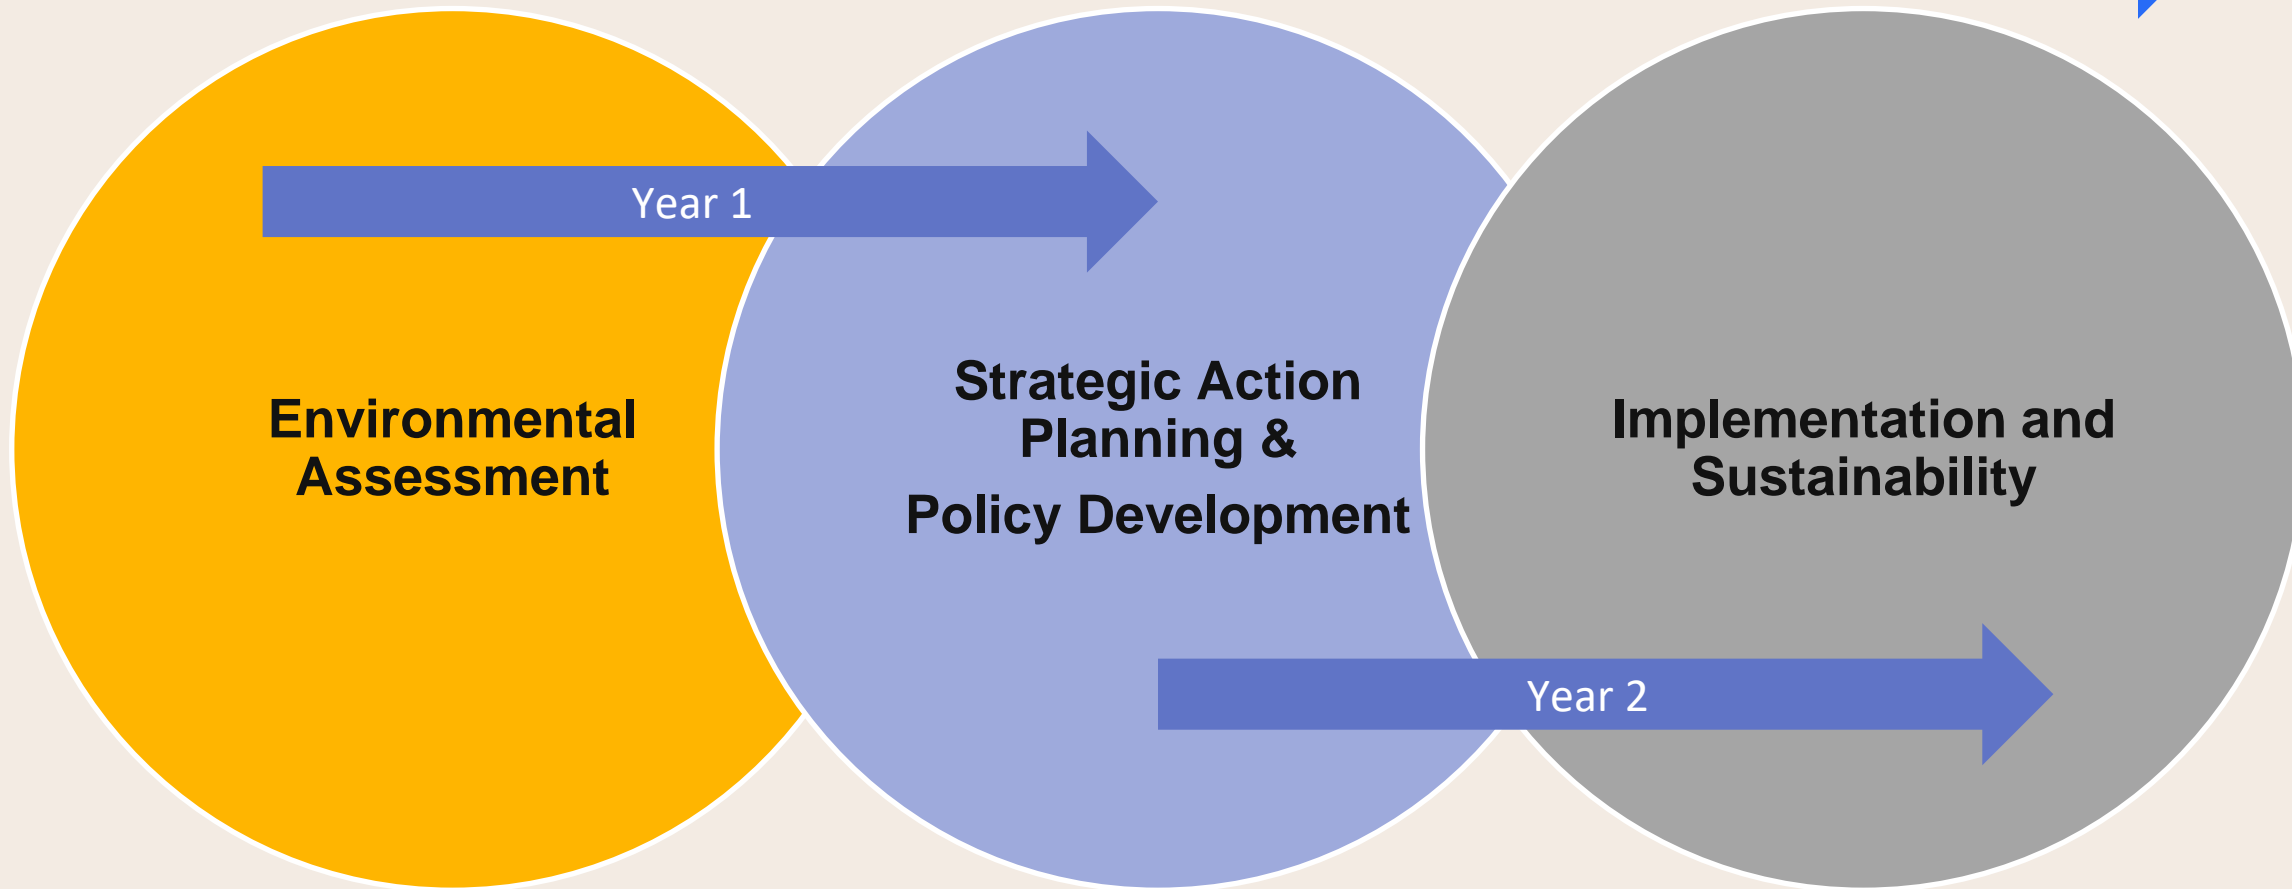 Year 1
Environmental
Assessment
Strategic Action
Planning &
Policy Development
Implementation and
Sustainability
Year 2